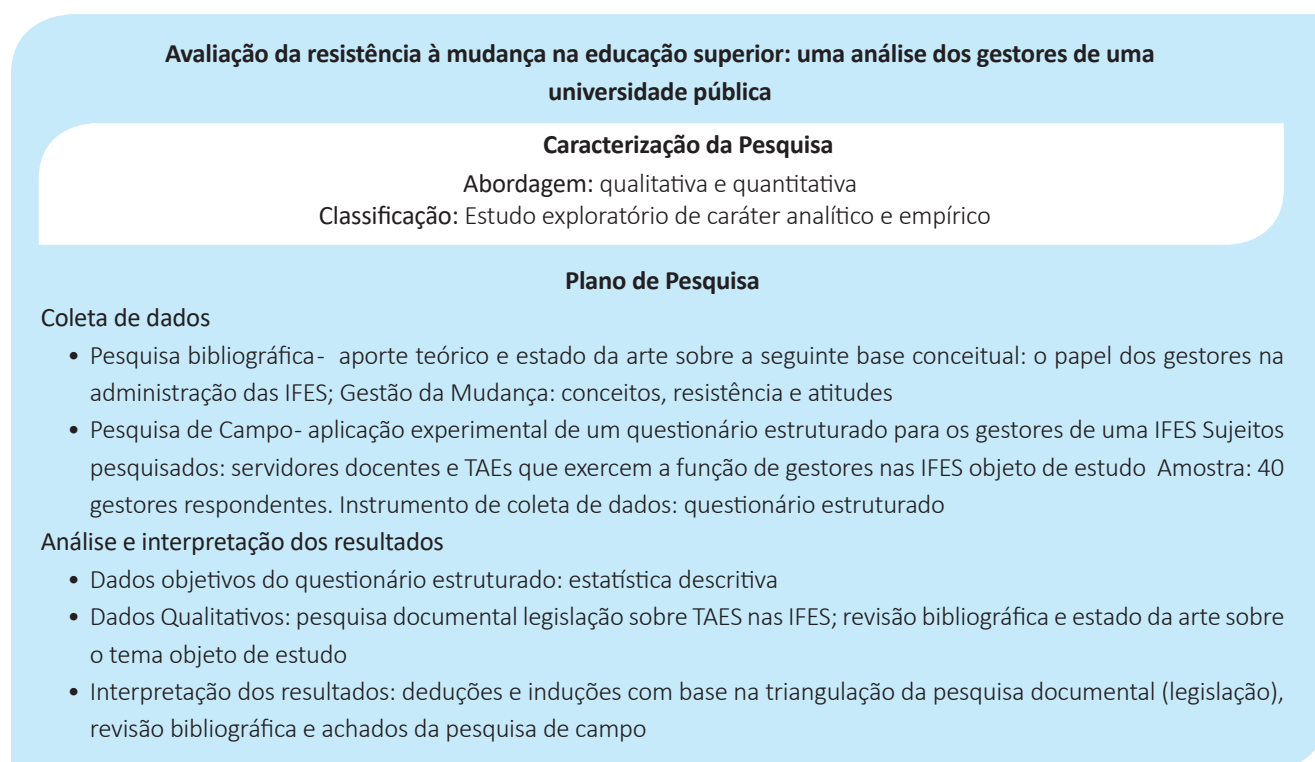 Avaliação da resistência à mudança na educação superior: uma análise dos gestores de uma
universidade pública
Caracterização da Pesquisa
Abordagem: qualitativa e quantitativa
Classificação: Estudo exploratório de caráter analítico e empírico
Plano de Pesquisa
Coleta de dados
• Pesquisa bibliográfica- aporte teórico e estado da arte sobre a seguinte base conceitual: o papel dos gestores na
administração das IFES; Gestão da Mudança: conceitos, resistência e atitudes
• Pesquisa de Campo- aplicação experimental de um questionário estruturado para os gestores de uma IFES Sujeitos
pesquisados: servidores docentes e TAEs que exercem a função de gestores nas IFES objeto de estudo Amostra: 40
gestores respondentes. Instrumento de coleta de dados: questionário estruturado
Análise e interpretação dos resultados
• Dados objetivos do questionário estruturado: estatística descritiva
• Dados Qualitativos: pesquisa documental legislação sobre TAES nas IFES; revisão bibliográfica e estado da arte sobre
o tema objeto de estudo
• Interpretação dos resultados: deduções e induções com base na triangulação da pesquisa documental (legislação),
revisão bibliográfica e achados da pesquisa de campo